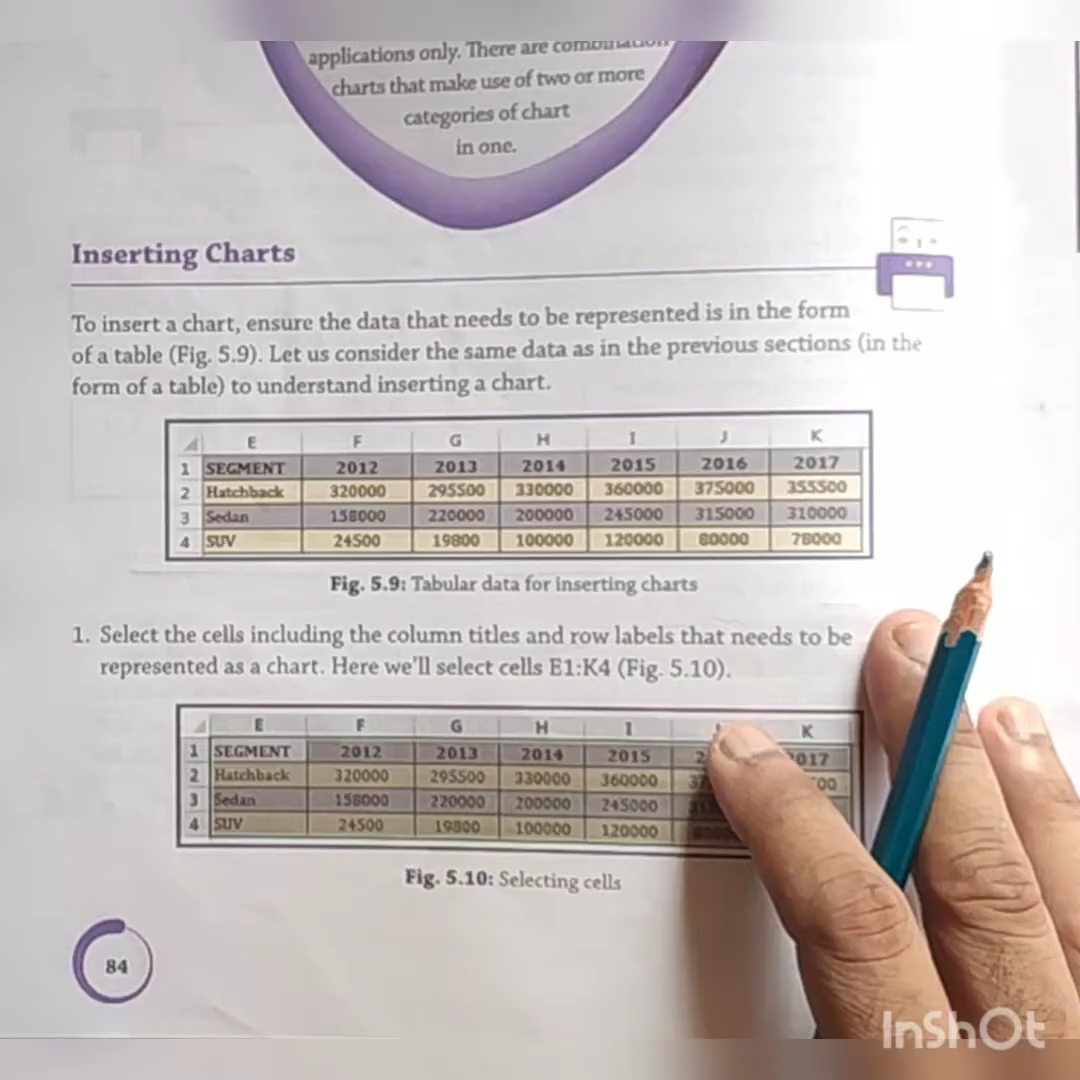 applications only. There are combination
charts that make use of two or more
categories of chart
in one.
Inserting Charts
To insert a chart, ensure the data that needs to be represented is in the form
of a table (Fig. 5.9). Let us consider the same data as in the previous sections (in the
form of a table) to understand inserting a chart.
E F G H I J K
1 SEGMENT 2012 2013 2014 2015 2016 2017
2 Hatchback 320000 295500 330000 360000 375000 355500
3 Sedan 158000 220000 200000 245000 315000 310000
4 SUV 24500 19800 100000 120000 80000 78000
Fig. 5.9: Tabular data for inserting charts
1. Select the cells including the column titles and row labels that needs to be
represented as a chart. Here we'll select cells E1:K4 (Fig. 5.10).
E F G H I K
1 SEGMENT 2012 2013 2014 2015
2 Hatchback 320000 295500 330000 360000
3 Sedan 158000 220000 200000 245000
4 SUV 24500 19800 100000 120000
Fig. 5.10: Selecting cells
84
InShOt